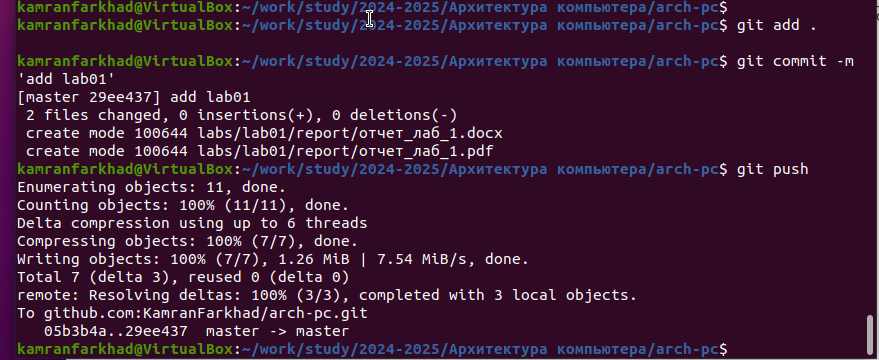 kamranfarkhad@VirtualBox:~/work/study/2024-2025/Архитектура компьютера/arch-pc$
kamranfarkhad@VirtualBox:~/work/study/2024-2025/Архитектура компьютера/arch-pc$ git add .
kamranfarkhad@VirtualBox:~/work/study/2024-2025/Архитектура компьютера/arch-pc$ git commit -m
'add lab01'
[master 29ee437] add lab01
 2 files changed, 0 insertions(+), 0 deletions(-)
 create mode 100644 labs/lab01/report/отчет_лаб_1.docx
 create mode 100644 labs/lab01/report/отчет_лаб_1.pdf
kamranfarkhad@VirtualBox:~/work/study/2024-2025/Архитектура компьютера/arch-pc$ git push
Enumerating objects: 11, done.
Counting objects: 100% (11/11), done.
Delta compression using up to 6 threads
Compressing objects: 100% (7/7), done.
Writing objects: 100% (7/7), 1.26 MiB | 7.54 MiB/s, done.
Total 7 (delta 3), reused 0 (delta 0)
remote: Resolving deltas: 100% (3/3), completed with 3 local objects.
To github.com:KamranFarkhad/arch-pc.git
   05b3b4a..29ee437  master -> master
kamranfarkhad@VirtualBox:~/work/study/2024-2025/Архитектура компьютера/arch-pc$